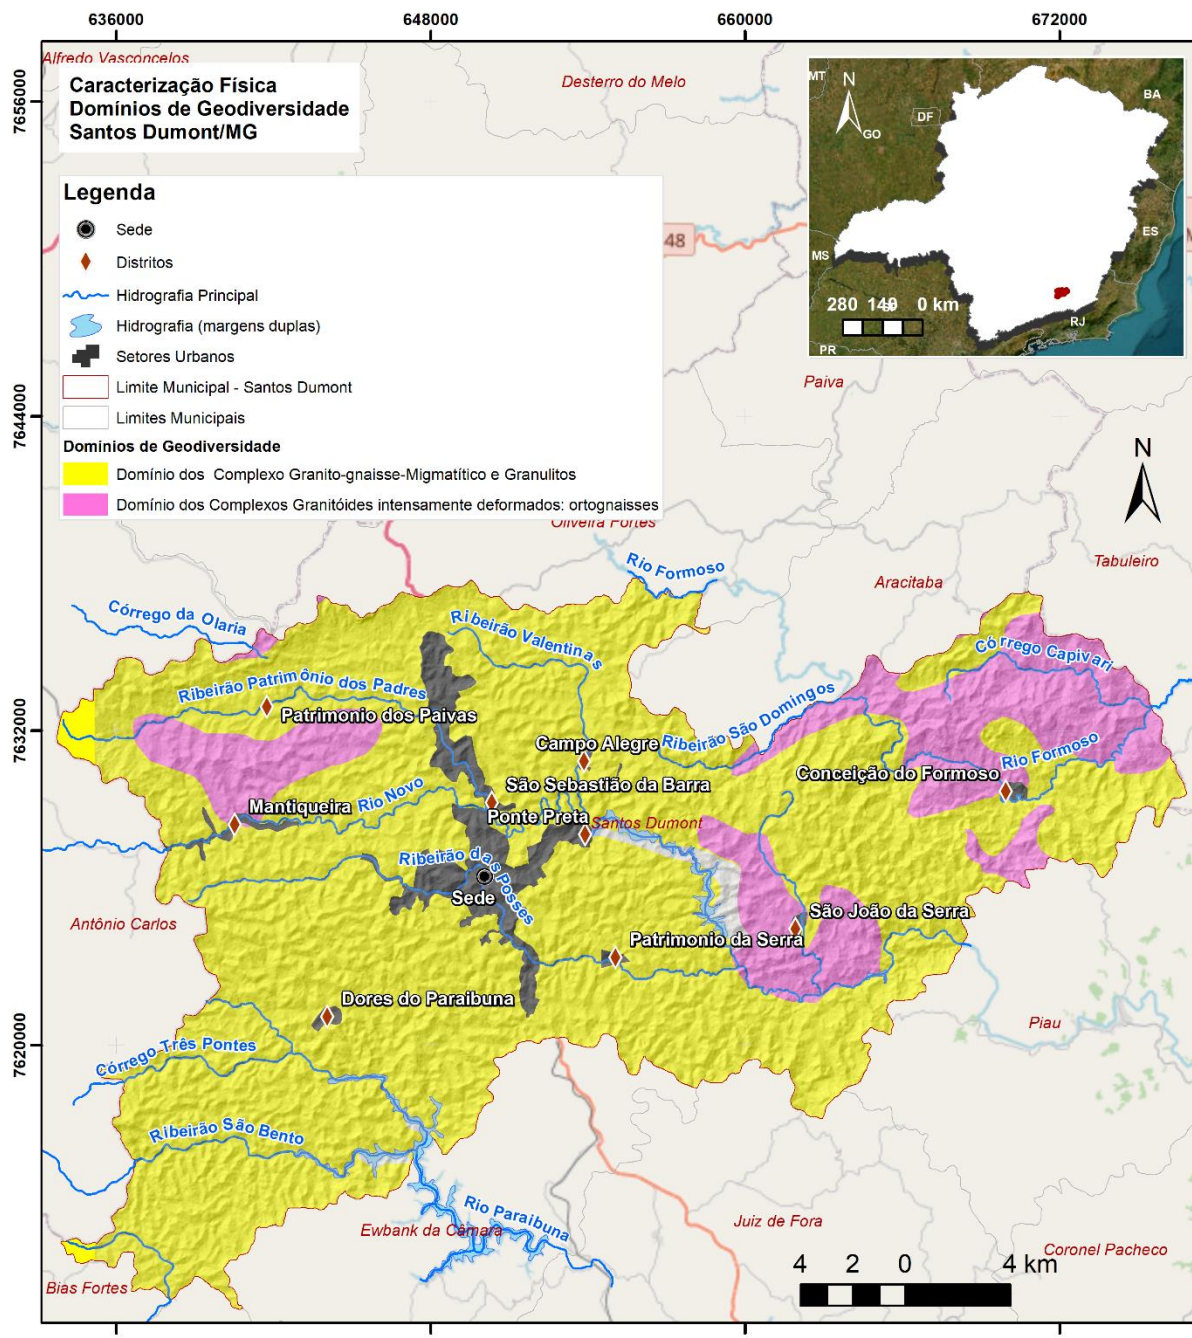 636000
648000
660000
672000
7656000
7644000
7632000
7620000
Caracterização Física
Domínios de Geodiversidade
Santos Dumont/MG
Legenda
Sede
Distritos
Hidrografia Principal
Hidrografia (margens duplas)
Setores Urbanos
Limite Municipal - Santos Dumont
Limites Municipais
Domínios de Geodiversidade
Domínio dos Complexo Granito-gnaisse-Migmatítico e Granulitos
Domínio dos Complexos Granitóides intensamente deformados: ortognaisses
MT
N
DF
GO
BA
MS
ES
280 140 0 km
RJ
PR
Alfredo Vasconcelos
Desterro do Melo
48
Paiva
N
Oliveira Fortes
Tabuleiro
Aracitaba
Rio Formoso
Córrego da Olaria
Ribeirão Valentinas
Córrego Capivari
Ribeirão Patrimônio dos Padres
Patrimonio dos Paivas
Ribeirão São Domingos
Campo Alegre
Rio Formoso
Conceição do Formoso
São Sebastião da Barra
Rio Novo
Mantiqueira
Ponte Preta
Santos Dumont
Ribeirão das Posses
Sede
São João da Serra
Antônio Carlos
Patrimonio da Serra
Dores do Paraibuna
Piau
Córrego Três Pontes
Ribeirão São Bento
Rio Paraibuna
Ewbank da Câmara
Juiz de Fora
Coronel Pacheco
Bias Fortes
4 2 0 4 km